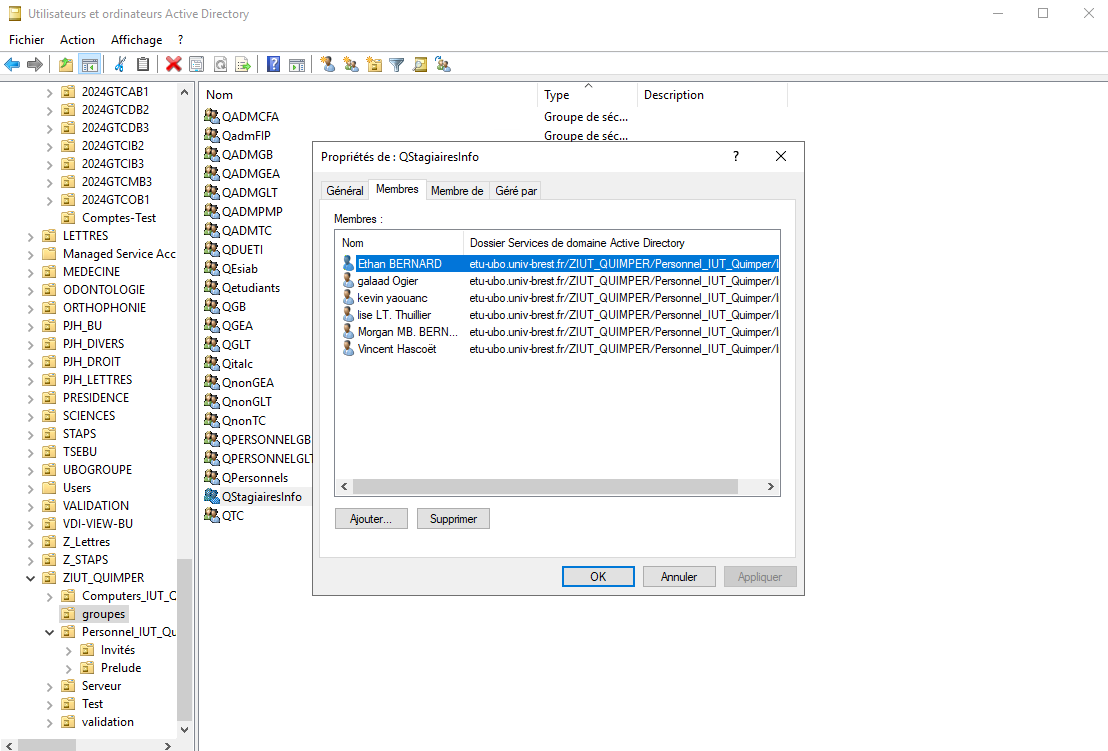 Utilisateurs et ordinateurs Active Directory
Fichier Action Affichage ?
2024GTCAB1
2024GTCDB2
2024GTCDB3
2024GTCIB2
2024GTCIB3
2024GTCMB3
2024GTCOB1
Comptes-Test
LETTRES
Managed Service Acc
MEDECINE
ODONTOLOGIE
ORTHOPHONIE
PJH_BU
PJH_DIVERS
PJH_DROIT
PJH_LETTRES
PRESIDENCE
SCIENCES
STAPS
TSEBU
UBOGROUPE
Users
VALIDATION
VDI-VIEW-BU
Z_Lettres
Z_STAPS
ZIUT_QUIMPER
Computers_IUT_Q
groupes
Personnel_IUT_Qu
Invités
Prelude
Serveur
Test
validation
Nom Type Description
QADMCFA Groupe de séc...
QadmFIP Groupe de séc...
QADMGB
QADMGEA
QADMGLT
QADMPMP
QADMTC
QDUETI
QEsiab
Qetudiants
QGB
QGEA
QGLT
Qitalc
QnonGEA
QnonGLT
QnonTC
QPERSONNELGB
QPERSONNELGLT
QPersonnels
QStagiairesInfo
QTC
Propriétés de : QStagiairesInfo ?
Général Membres Membre de Géré par
Membres :
Nom Dossier Services de domaine Active Directory
Ethan BERNARD etu-ubo.univ-brest.fr/ZIUT_QUIMPER/Personnel_IUT_Quimper/I
galaad Ogier etu-ubo.univ-brest.fr/ZIUT_QUIMPER/Personnel_IUT_Quimper/I
kevin yaouanc etu-ubo.univ-brest.fr/ZIUT_QUIMPER/Personnel_IUT_Quimper/I
lise LT. Thuillier etu-ubo.univ-brest.fr/ZIUT_QUIMPER/Personnel_IUT_Quimper/I
Morgan MB. BERN... etu-ubo.univ-brest.fr/ZIUT_QUIMPER/Personnel_IUT_Quimper/I
Vincent Hascoët etu-ubo.univ-brest.fr/ZIUT_QUIMPER/Personnel_IUT_Quimper/I
Ajouter... Supprimer
OK Annuler Appliquer